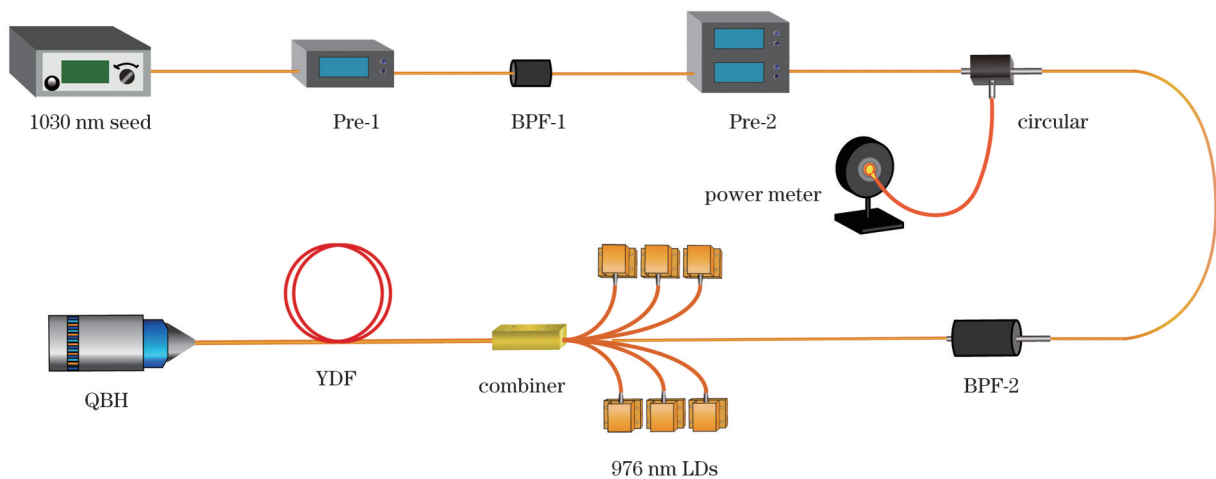 1030 nm seed
Pre-1
BPF-1
Pre-2
circular
power meter
QBH
YDF
combiner
976 nm LDs
BPF-2